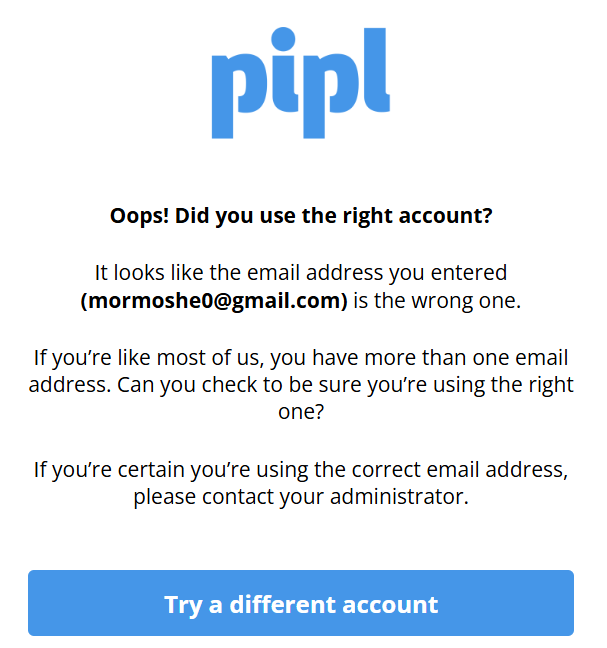 pipl
Oops! Did you use the right account?
It looks like the email address you entered
(mormoshe0@gmail.com) is the wrong one.
If you’re like most of us, you have more than one email
address. Can you check to be sure you’re using the right
one?
If you’re certain you’re using the correct email address,
please contact your administrator.
Try a different account